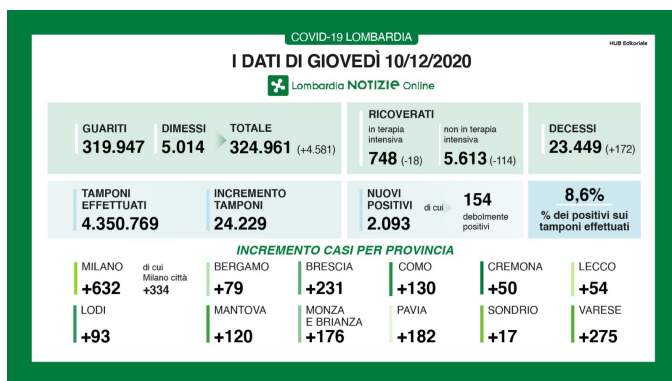 COVID-19 LOMBARDIA
HUB Editoriale
I DATI DI GIOVEDÌ 10/12/2020
Lombardia NOTIZIE Online
GUARITI
319.947
DIMESSI
5.014
TOTALE
324.961 (+4.581)
RICOVERATI
in terapia
intensiva
748 (-18)
non in terapia
intensiva
5.613 (-114)
DECESSI
23.449 (+172)
TAMPONI
EFFETTUATI
4.350.769
INCREMENTO
TAMPONI
24.229
NUOVI
POSITIVI
2.093
di cui
154
debolmente
positivi
8,6%
% dei positivi sui
tamponi effettuati
INCREMENTO CASI PER PROVINCIA
MILANO
+632
di cui
Milano città
+334
BERGAMO
+79
BRESCIA
+231
COMO
+130
CREMONA
+50
LECCO
+54
LODI
+93
MANTOVA
+120
MONZA
E BRIANZA
+176
PAVIA
+182
SONDRIO
+17
VARESE
+275